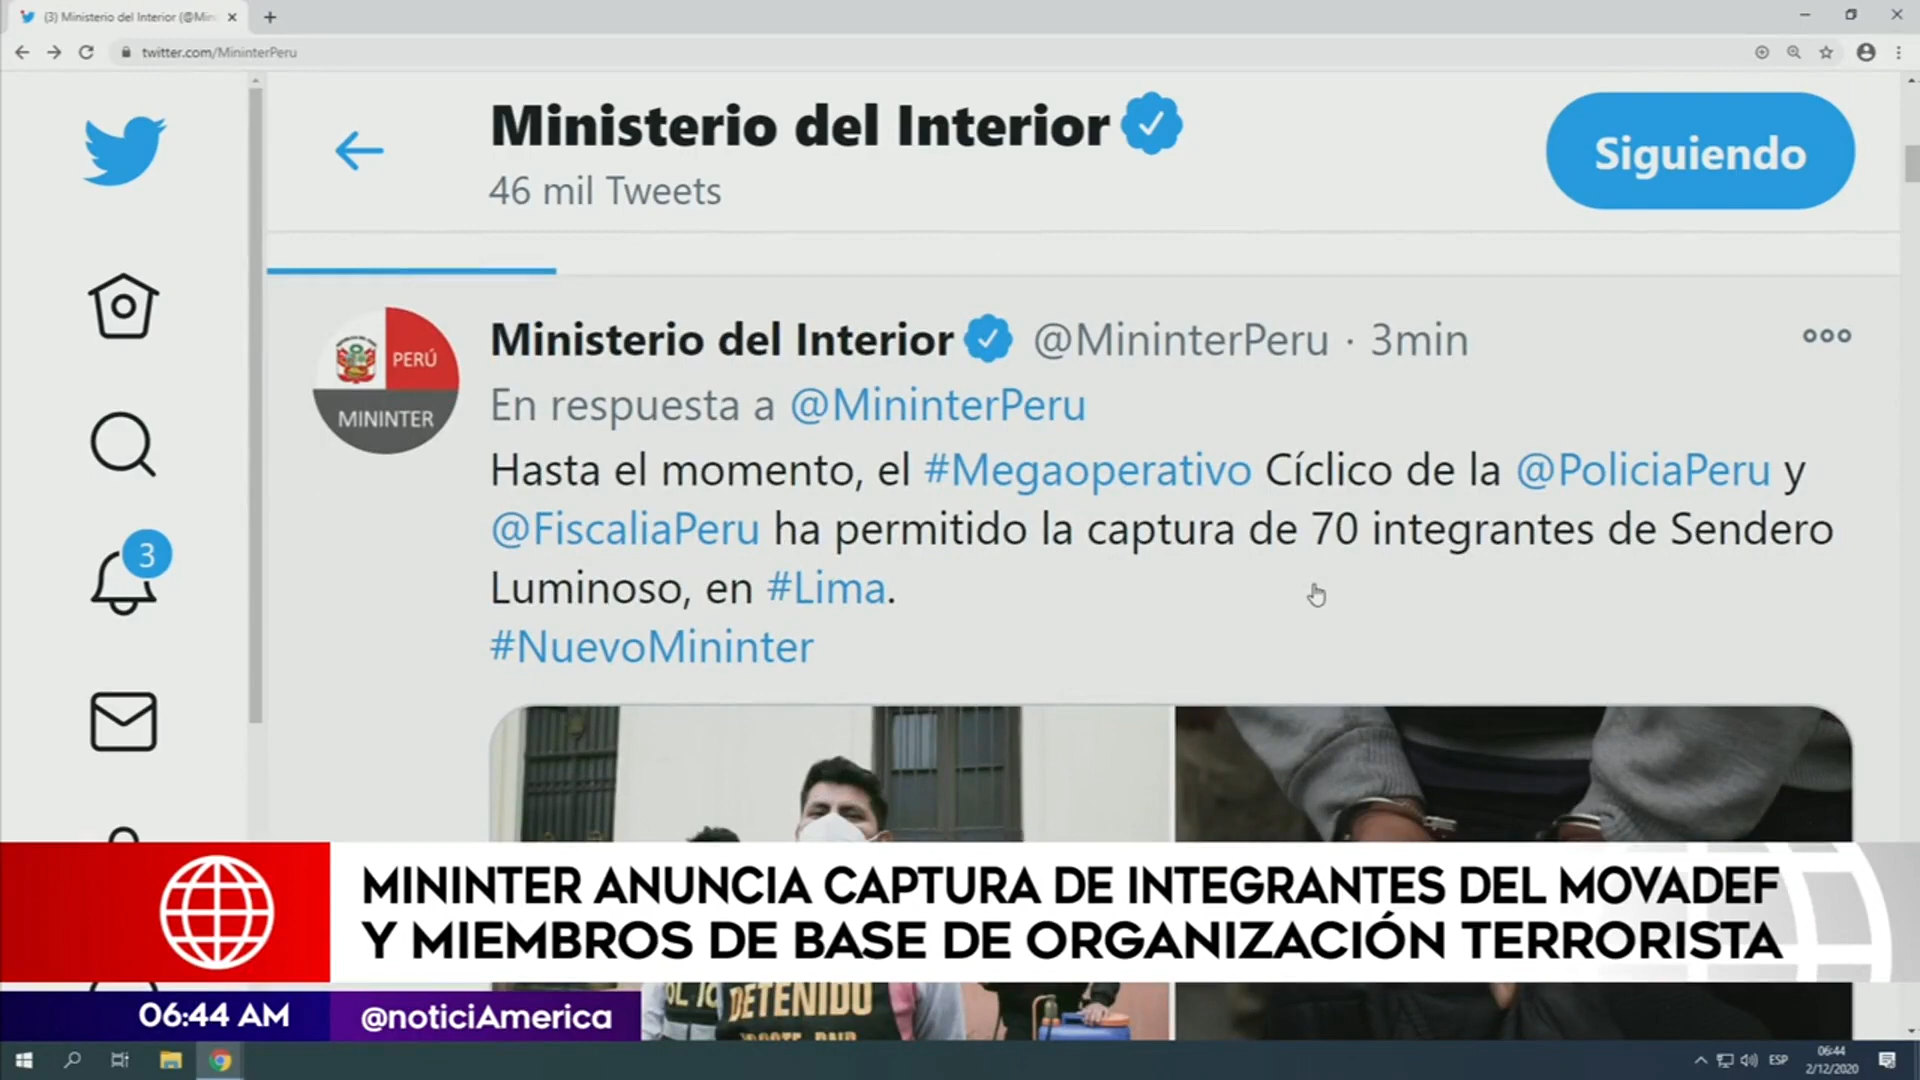 (3) Ministerio del Interior (@Min
twitter.com/MininterPeru
Ministerio del Interior
46 mil Tweets
Siguiendo
PERÚ
MININTER
Ministerio del Interior @MininterPeru · 3min
En respuesta a @MininterPeru
Hasta el momento, el #Megaoperativo Cíclico de la @PoliciaPeru y
@FiscaliaPeru ha permitido la captura de 70 integrantes de Sendero
Luminoso, en #Lima.
#NuevoMininter
3
MININTER ANUNCIA CAPTURA DE INTEGRANTES DEL MOVADEF
Y MIEMBROS DE BASE DE ORGANIZACIÓN TERRORISTA
DETENIDO
06:44 AM
@noticiAmerica
ESP
06:44
2/12/2020